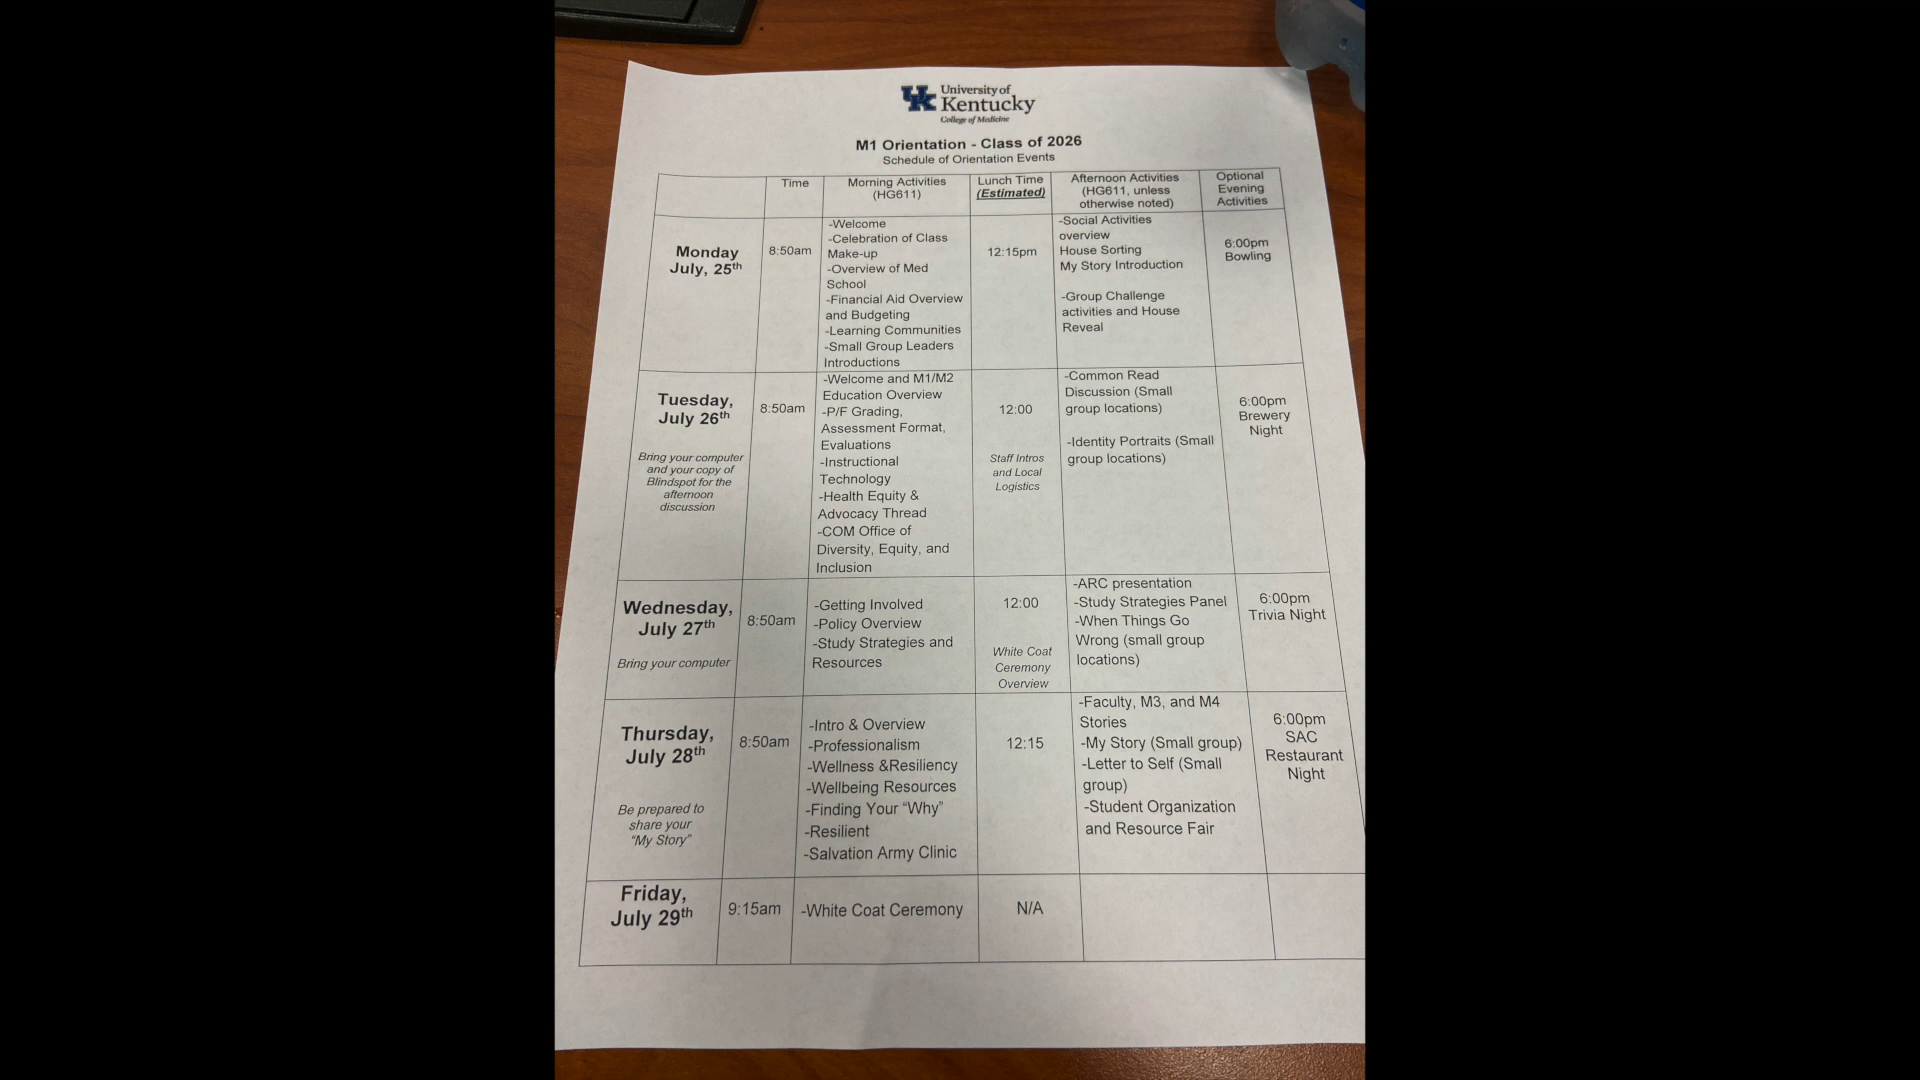 University of
Kentucky
College of Medicine
M1 Orientation - Class of 2026
Schedule of Orientation Events
Time
Morning Activities
(HG611)
Lunch Time
(Estimated)
Afternoon Activities
(HG611, unless
otherwise noted)
Optional
Evening
Activities
Monday
July, 25th
8:50am
-Welcome
-Celebration of Class
Make-up
-Overview of Med
School
-Financial Aid Overview
and Budgeting
-Learning Communities
-Small Group Leaders
Introductions
12:15pm
-Social Activities
overview
House Sorting
My Story Introduction
-Group Challenge
activities and House
Reveal
6:00pm
Bowling
Tuesday,
July 26th
Bring your computer
and your copy of
Blindspot for the
afternoon
discussion
8:50am
-Welcome and M1/M2
Education Overview
-P/F Grading,
Assessment Format,
Evaluations
-Instructional
Technology
-Health Equity &
Advocacy Thread
-COM Office of
Diversity, Equity, and
Inclusion
12:00
Staff Intros
and Local
Logistics
-Common Read
Discussion (Small
group locations)
-Identity Portraits (Small
group locations)
6:00pm
Brewery
Night
Wednesday,
July 27th
Bring your computer
8:50am
-Getting Involved
-Policy Overview
-Study Strategies and
Resources
12:00
White Coat
Ceremony
Overview
-ARC presentation
-Study Strategies Panel
-When Things Go
Wrong (small group
locations)
6:00pm
Trivia Night
Thursday,
July 28th
Be prepared to
share your
"My Story"
8:50am
-Intro & Overview
-Professionalism
-Wellness &Resiliency
-Wellbeing Resources
-Finding Your “Why”
-Resilient
-Salvation Army Clinic
12:15
-Faculty, M3, and M4
Stories
-My Story (Small group)
-Letter to Self (Small
group)
-Student Organization
and Resource Fair
6:00pm
SAC
Restaurant
Night
Friday,
July 29th
9:15am
-White Coat Ceremony
N/A